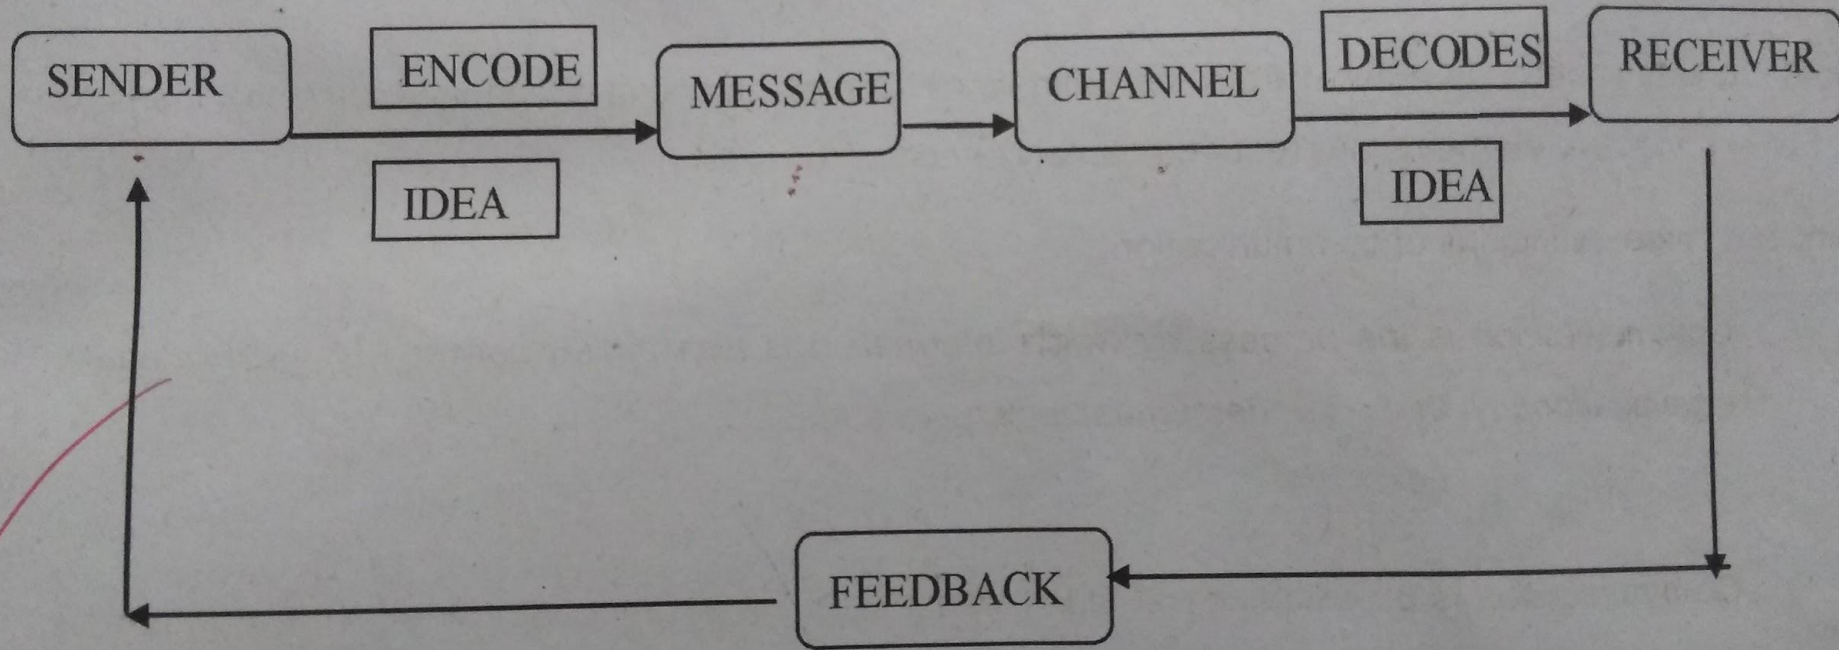 SENDER
ENCODE
MESSAGE
CHANNEL
DECODES
RECEIVER
IDEA
IDEA
FEEDBACK